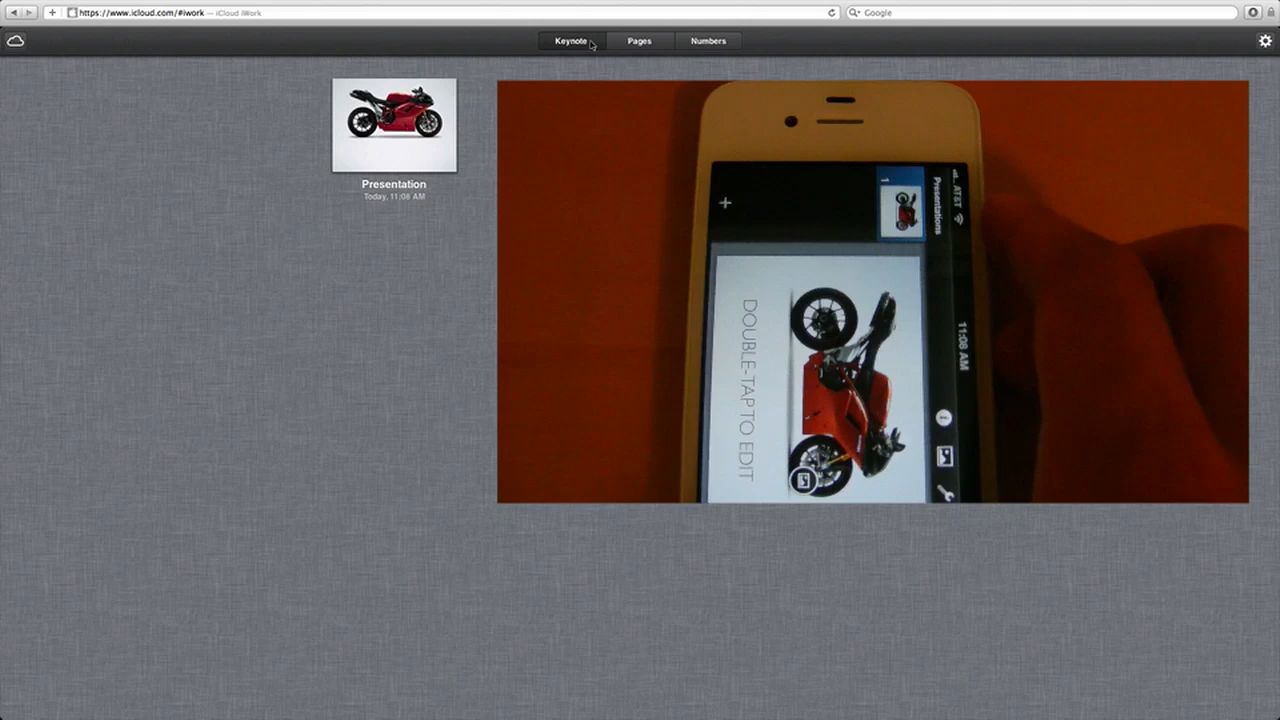 https://www.icloud.com/#iwork — iCloud iWork
Google
Keynote
Pages
Numbers
Presentation
Today, 11:08 AM
AT&T
11:08 AM
Presentations
1
DOUBLE-TAP TO EDIT